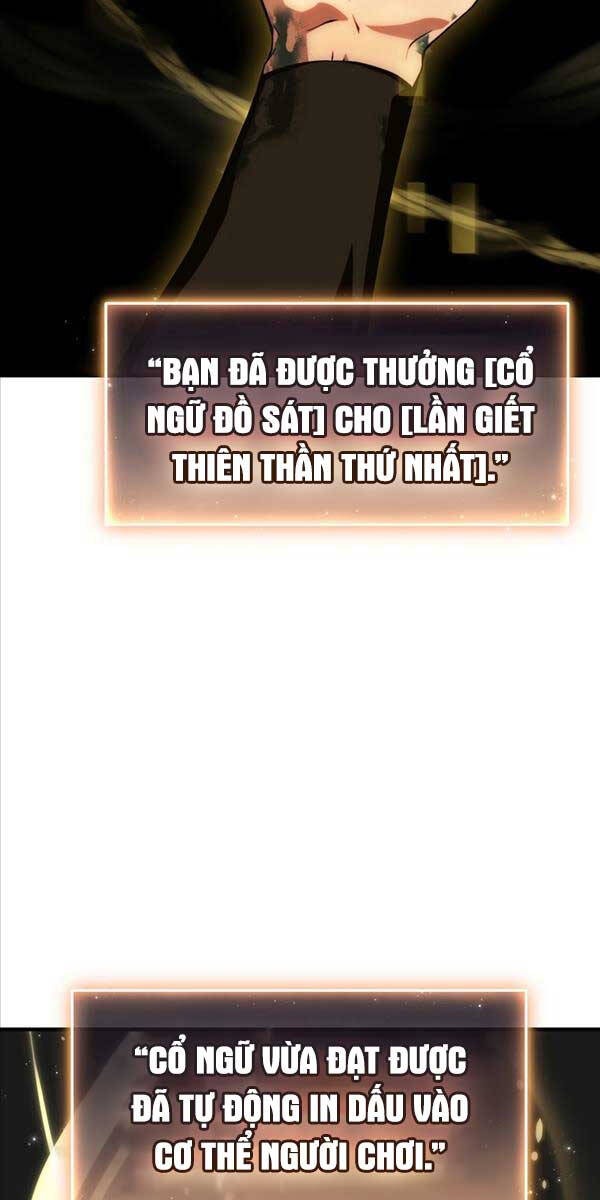 “BẠN ĐÃ ĐƯỢC THƯỞNG [CỔ
NGỮ ĐỒ SÁT] CHO [LẦN GIẾT
THIÊN THẦN THỨ NHẤT].”
“CỔ NGỮ VỪA ĐẠT ĐƯỢC
ĐÃ TỰ ĐỘNG IN DẤU VÀO
CƠ THỂ NGƯỜI CHƠI.”